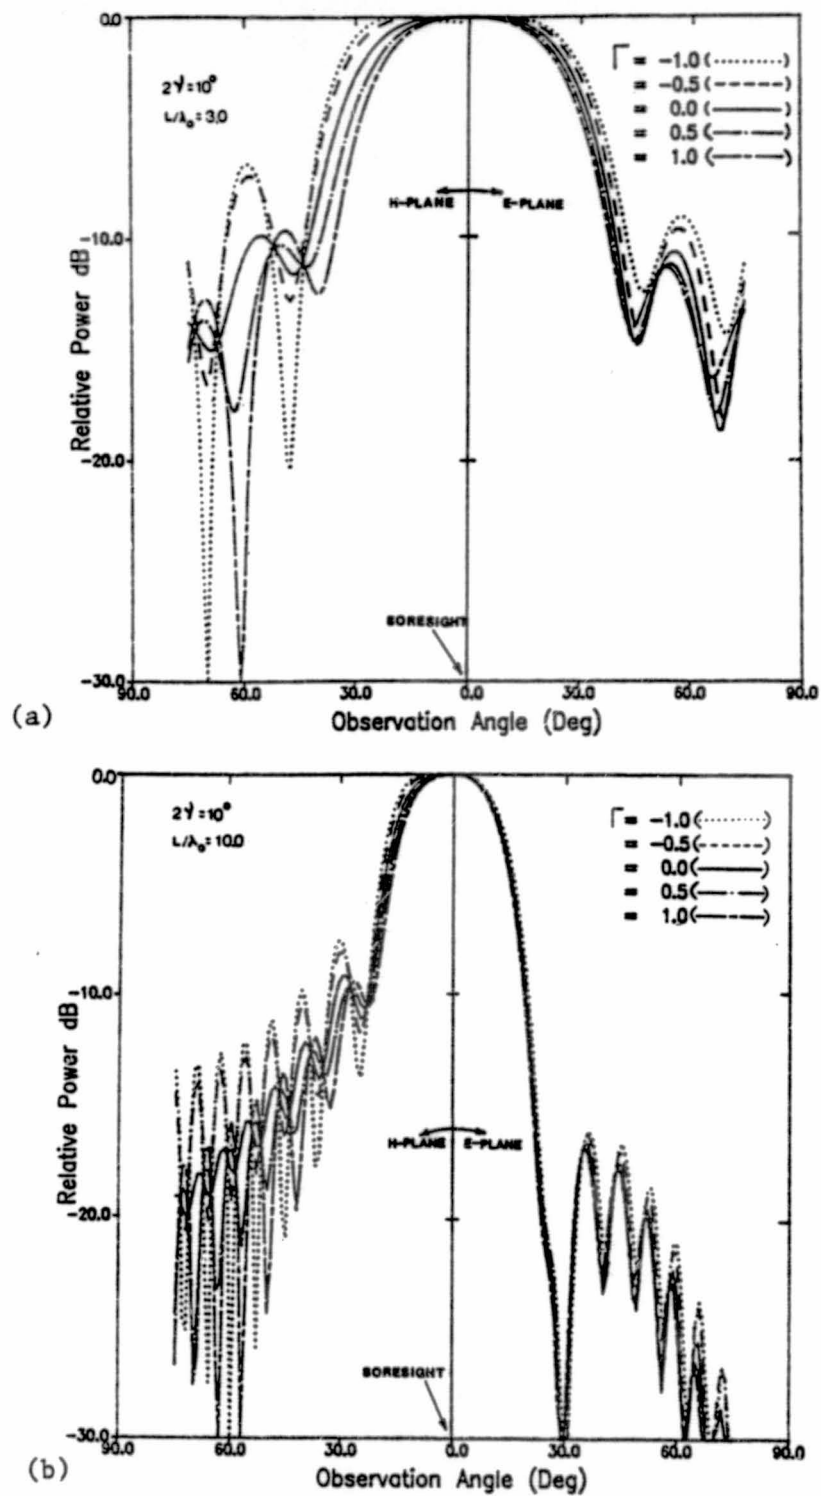 0.0
2γ=10°
L/λ₀=3.0
Γ = -1.0(··········)
= -0.5(-----)
= 0.0(———)
= 0.5(—·—·—)
= 1.0(—-—-—)
H-PLANE E-PLANE
-10.0
Relative Power dB
-20.0
BORESIGHT
-30.0
90.0 60.0 30.0 0.0 30.0 60.0 90.0
(a)
Observation Angle (Deg)
0.0
2γ=10°
L/λ₀=10.0
Γ = -1.0(··········)
= -0.5(------)
= 0.0(———)
= 0.5(—·—·—)
= 1.0(—-—-—)
-10.0
Relative Power dB
H-PLANE E-PLANE
-20.0
BORESIGHT
-30.0
90.0 60.0 30.0 0.0 30.0 60.0 90.0
(b)
Observation Angle (Deg)